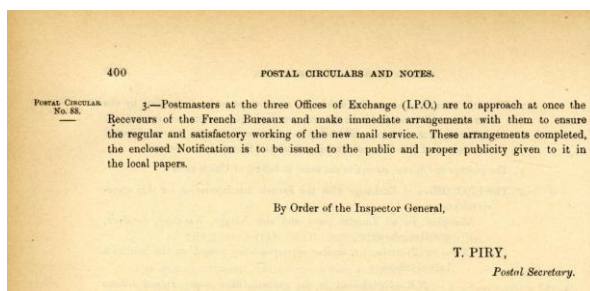 400
POSTAL CIRCULARS AND NOTES.
POSTAL CIRCULAR
No. 88.
3.—Postmasters at the three Offices of Exchange (I.P.O.) are to approach at once the
Receveurs of the French Bureaux and make immediate arrangements with them to ensure
the regular and satisfactory working of the new mail service. These arrangements completed,
the enclosed Notification is to be issued to the public and proper publicity given to it in
the local papers.
By Order of the Inspector General,
T. PIRY,
Postal Secretary.